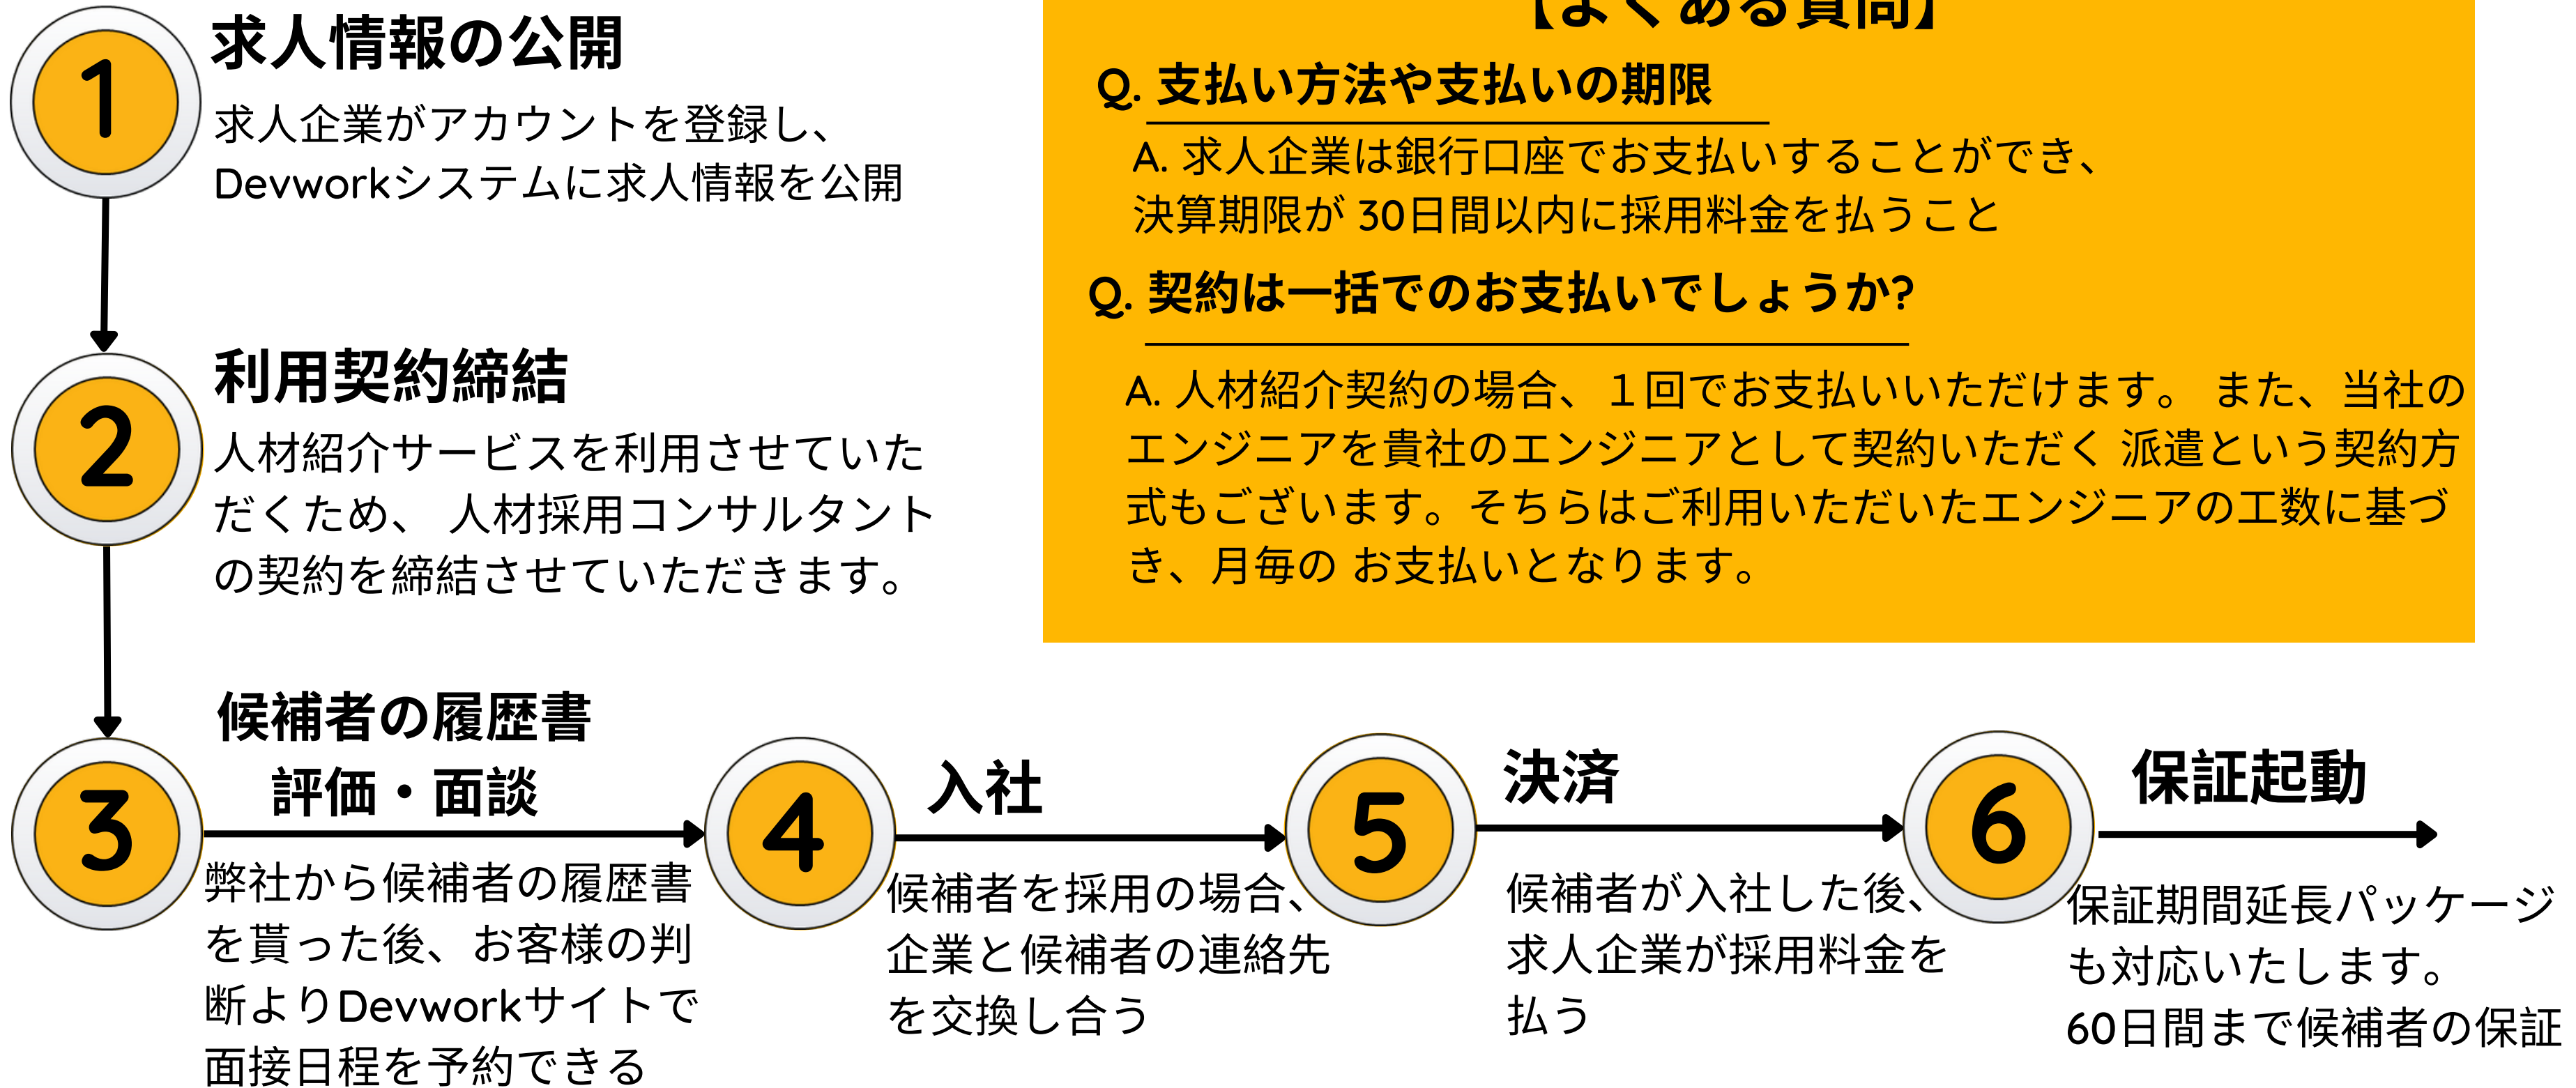 1
求人情報の公開
求人企業がアカウントを登録し、
Devworkシステムに求人情報を公開
2
利用契約締結
人材紹介サービスを利用させていた
だくため、 人材採用コンサルタント
の契約を締結させていただきます。
【よくある質問】
Q. 支払い方法や支払いの期限
A. 求人企業は銀行口座でお支払いすることができ、
決算期限が 30日間以内に採用料金を払うこと
Q. 契約は一括でのお支払いでしょうか?
A. 人材紹介契約の場合、１回でお支払いいただけます。 また、当社の
エンジニアを貴社のエンジニアとして契約いただく 派遣という契約方
式もございます。そちらはご利用いただいたエンジニアの工数に基づ
き、月毎の お支払いとなります。
3
候補者の履歴書
評価・面談
弊社から候補者の履歴書
を貰った後、お客様の判
断よりDevworkサイトで
面接日程を予約できる
4
入社
候補者を採用の場合、
企業と候補者の連絡先
を交換し合う
5
決済
候補者が入社した後、
求人企業が採用料金を
払う
6
保証起動
保証期間延長パッケージ
も対応いたします。
60日間まで候補者の保証